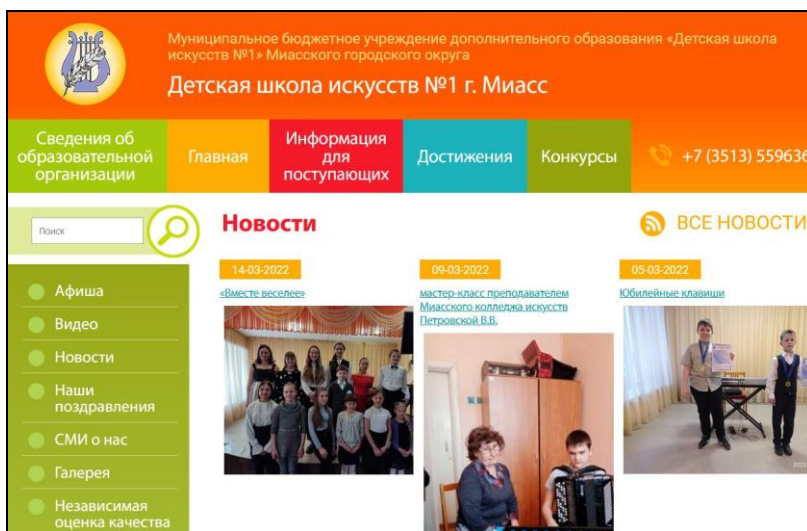 Муниципальное бюджетное учреждение дополнительного образования «Детская школа
искусств №1» Миасского городского округа
Детская школа искусств №1 г. Миасс
Сведения об
образовательной
организации
Главная
Информация
для
поступающих
Достижения
Конкурсы
+7 (3513) 559636
Поиск
Новости
ВСЕ НОВОСТИ
Афиша
Видео
Новости
Наши
поздравления
СМИ о нас
Галерея
Независимая
оценка качества
14-03-2022
«Вместе веселее»
09-03-2022
мастер-класс преподавателем
Миасского колледжа искусств
Петровской В.В.
05-03-2022
Юбилейные клавиши